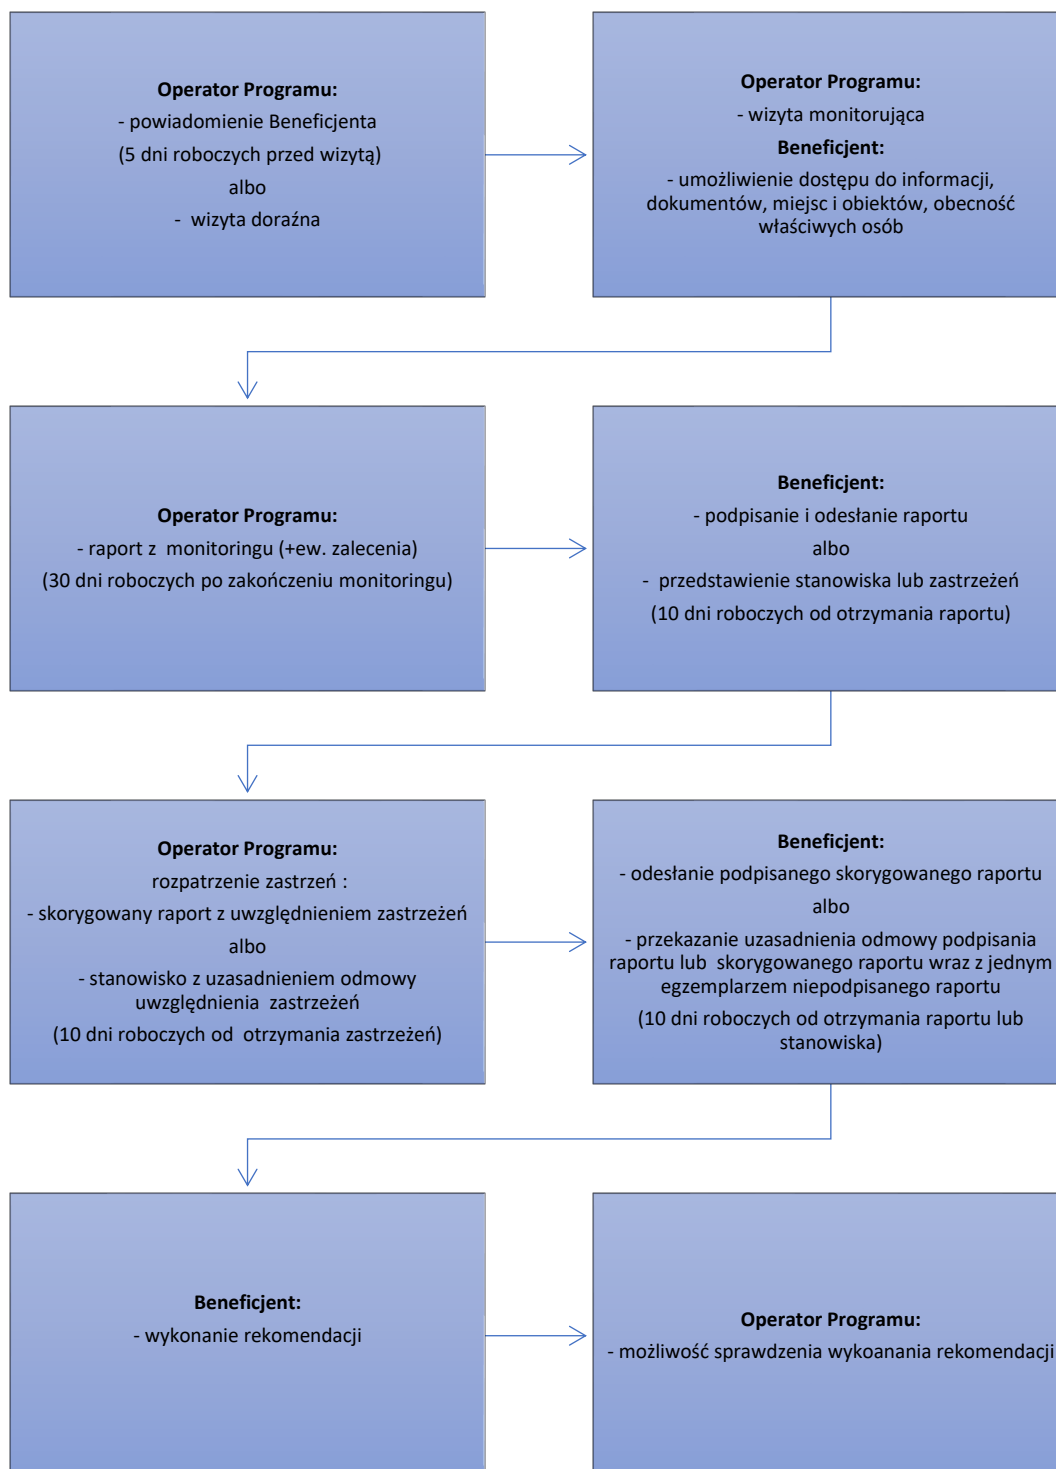 Operator Programu:
- powiadomienie Beneficjenta
(5 dni roboczych przed wizytą)
albo
- wizyta doraźna
Operator Programu:
- wizyta monitorująca
Beneficjent:
- umożliwienie dostępu do informacji,
dokumentów, miejsc i obiektów, obecność
właściwych osób
Operator Programu:
- raport z monitoringu (+ew. zalecenia)
(30 dni roboczych po zakończeniu monitoringu)
Beneficjent:
- podpisanie i odesłanie raportu
albo
- przedstawienie stanowiska lub zastrzeżeń
(10 dni roboczych od otrzymania raportu)
Operator Programu:
rozpatrzenie zastrzeń :
- skorygowany raport z uwzględnieniem zastrzeżeń
albo
- stanowisko z uzasadnieniem odmowy
uwzględnienia zastrzeżeń
(10 dni roboczych od otrzymania zastrzeżeń)
Beneficjent:
- odesłanie podpisanego skorygowanego raportu
albo
- przekazanie uzasadnienia odmowy podpisania
raportu lub skorygowanego raportu wraz z jednym
egzemplarzem niepodpisanego raportu
(10 dni roboczych od otrzymania raportu lub
stanowiska)
Beneficjent:
- wykonanie rekomendacji
Operator Programu:
- możliwość sprawdzenia wykoanania rekomendacji